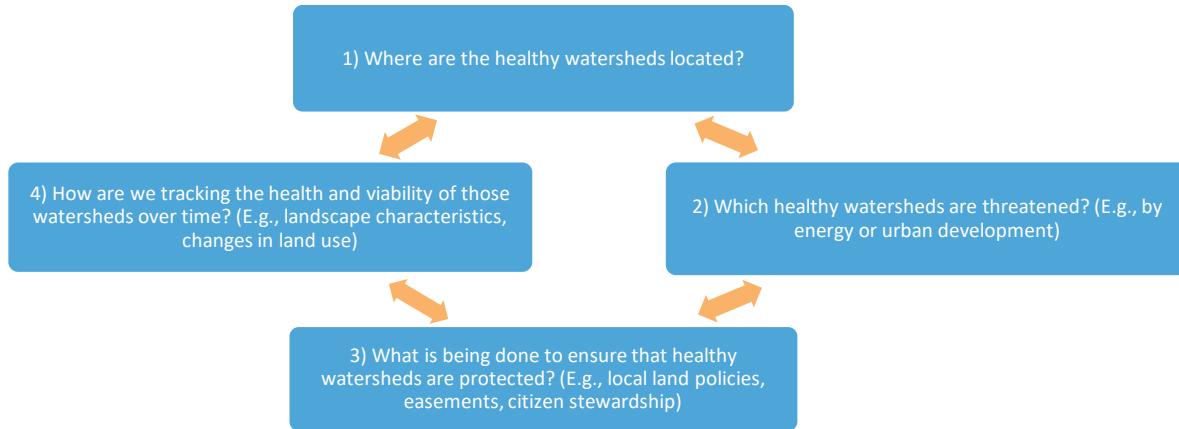 1) Where are the healthy watersheds located?
2) Which healthy watersheds are threatened? (E.g., by
energy or urban development)
3) What is being done to ensure that healthy
watersheds are protected? (E.g., local land policies,
easements, citizen stewardship)
4) How are we tracking the health and viability of those
watersheds over time? (E.g., landscape characteristics,
changes in land use)